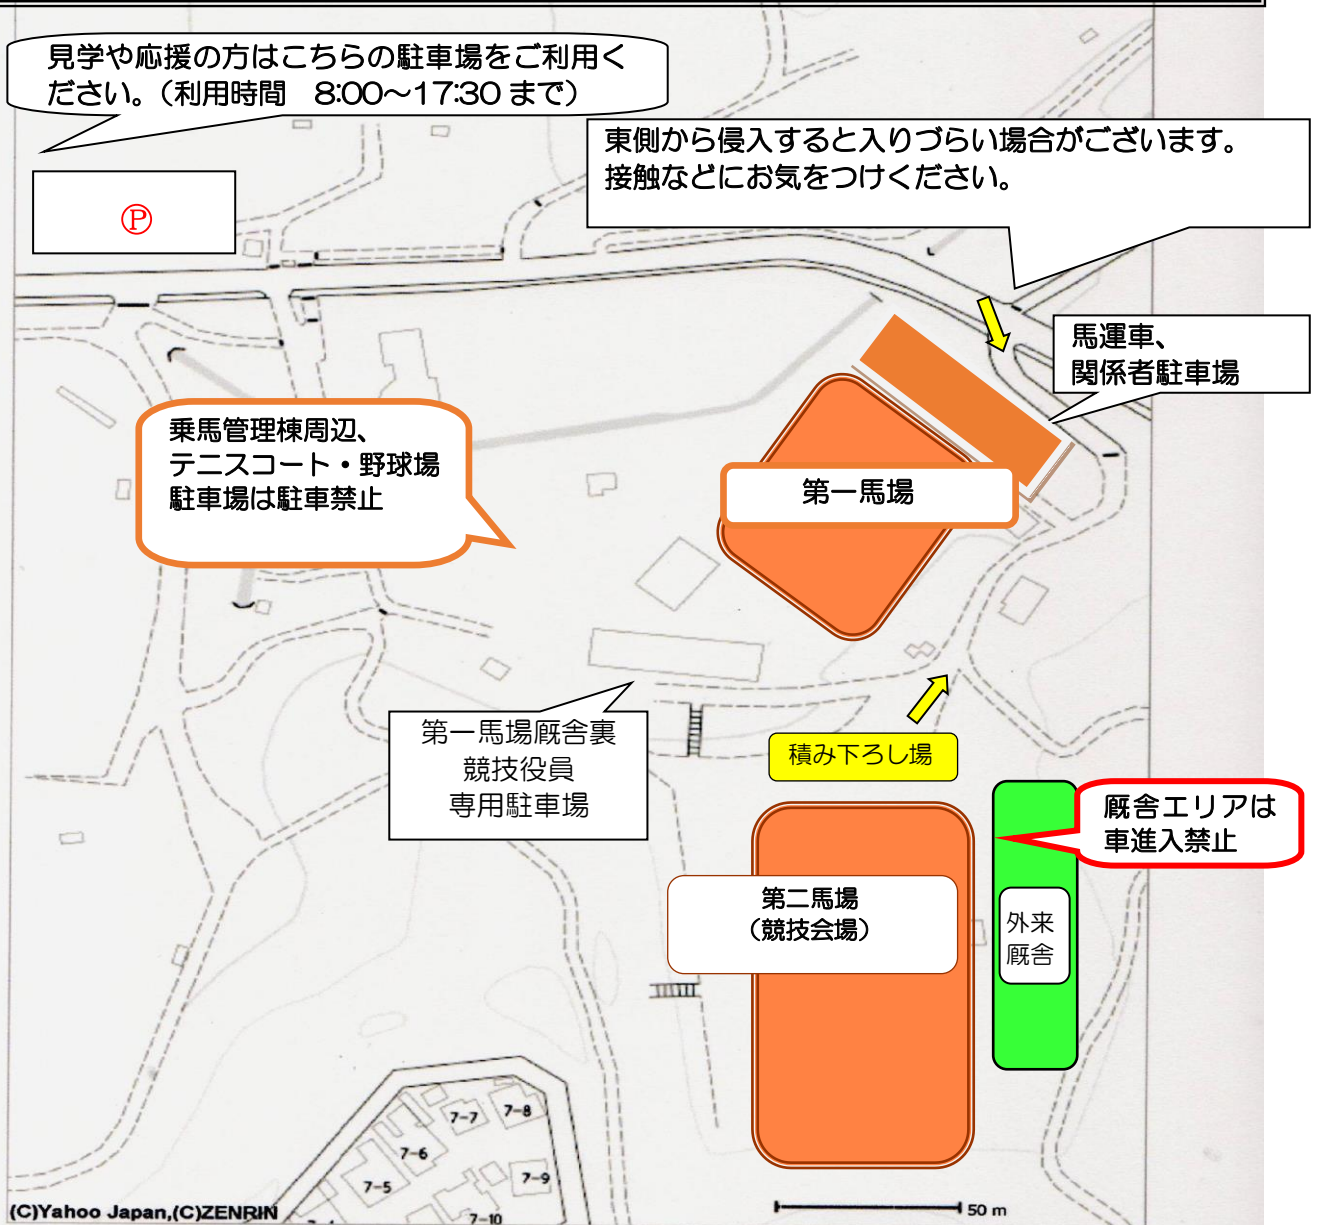 見学や応援の方はこちらの駐車場をご利用く
ださい。（利用時間　8:00～17:30 まで）
東側から侵入すると入りづらい場合がございます。
接触などにお気をつけください。
Ⓟ
馬運車、
関係者駐車場
乗馬管理棟周辺、
テニスコート・野球場
駐車場は駐車禁止
第一馬場
第一馬場厩舎裏
競技役員
専用駐車場
積み下ろし場
厩舎エリアは
車進入禁止
第二馬場
（競技会場）
外来
厩舎
7-7
7-8
7-6
7-5
7-9
7-10
(C)Yahoo Japan,(C)ZENRIN
50 m